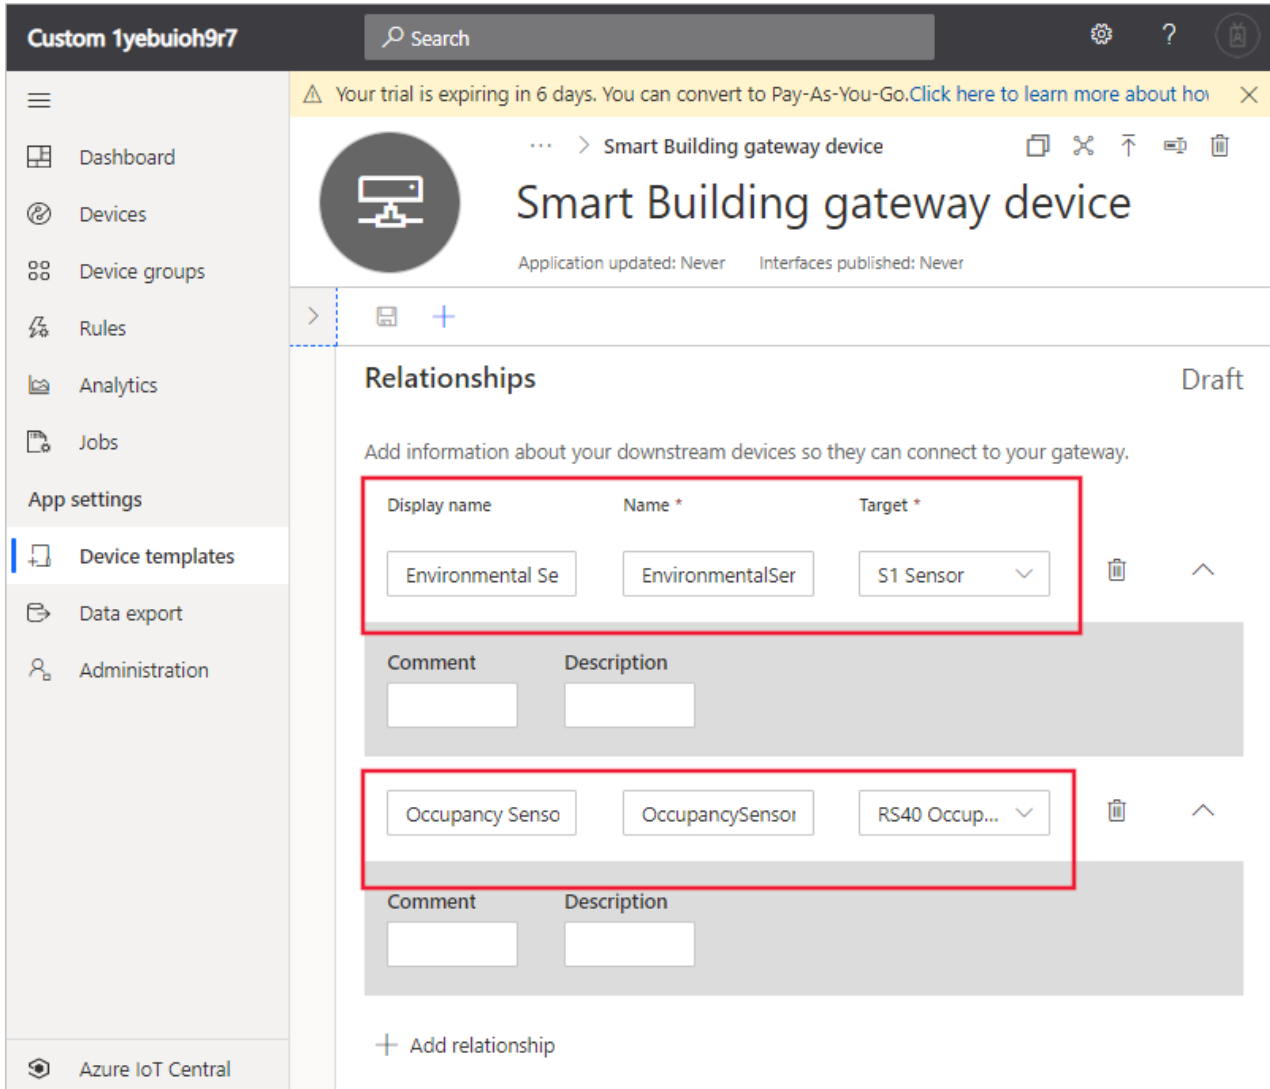 Custom 1yebuioh9r7
Search
?
Your trial is expiring in 6 days. You can convert to Pay-As-You-Go.Click here to learn more about how
Dashboard
Devices
Device groups
Rules
Analytics
Jobs
App settings
Device templates
Data export
Administration
Azure IoT Central
... > Smart Building gateway device
Smart Building gateway device
Application updated: Never Interfaces published: Never
Relationships
Draft
Add information about your downstream devices so they can connect to your gateway.
Display name Name * Target *
Environmental Se EnvironmentalSer S1 Sensor
Comment Description
Occupancy Senso OccupancySensor RS40 Occup...
Comment Description
+ Add relationship